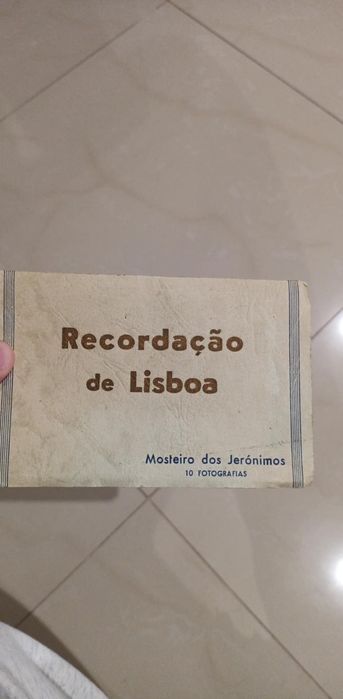 Recordação
de Lisboa
Mosteiro dos Jerónimos
10 FOTOGRAFIAS